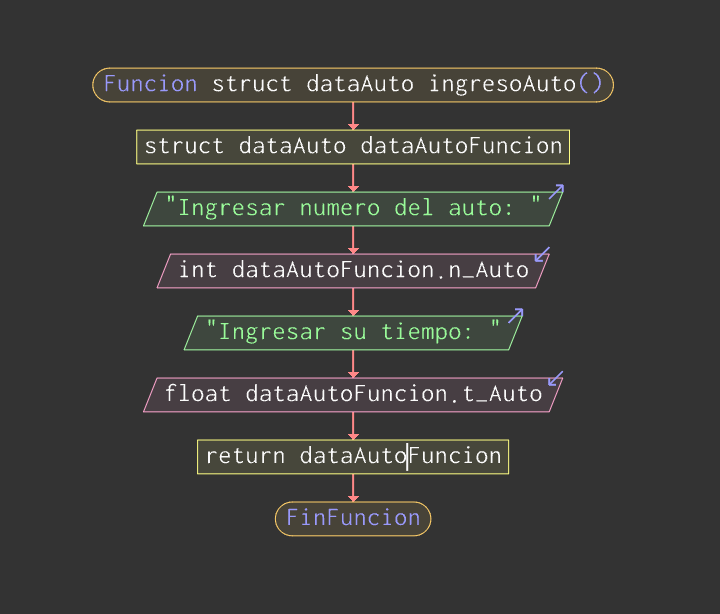 Funcion struct dataAuto ingresoAuto()
struct dataAuto dataAutoFuncion
"Ingresar numero del auto: "
int dataAutoFuncion.n_Auto
"Ingresar su tiempo: "
float dataAutoFuncion.t_Auto
return dataAutoFuncion
FinFuncion